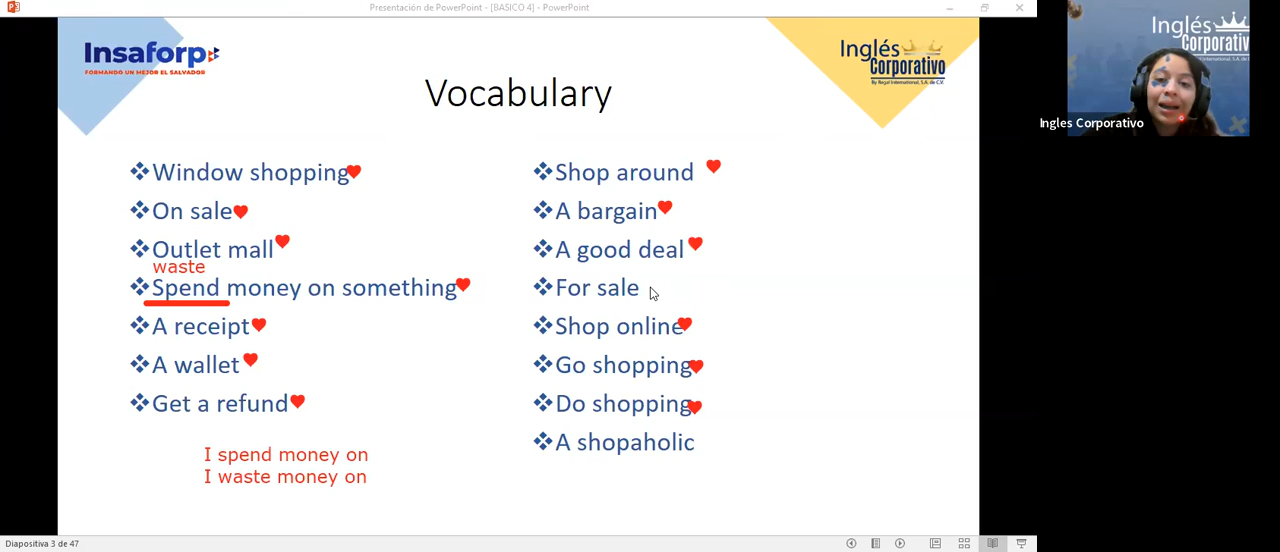 Presentación de PowerPoint - [BASICO 4] - PowerPoint
Insaforp
FORMANDO UN MEJOR EL SALVADOR
Inglés
Corporativo
By Regal International, S.A. de C.V.
Vocabulary
Window shopping
On sale
Outlet mall
waste
Spend money on something
A receipt
A wallet
Get a refund
I spend money on
I waste money on
Shop around
A bargain
A good deal
For sale
Shop online
Go shopping
Do shopping
A shopaholic
Inglés
Corporativo
Ingles Corporativo
Diapositiva 3 de 47